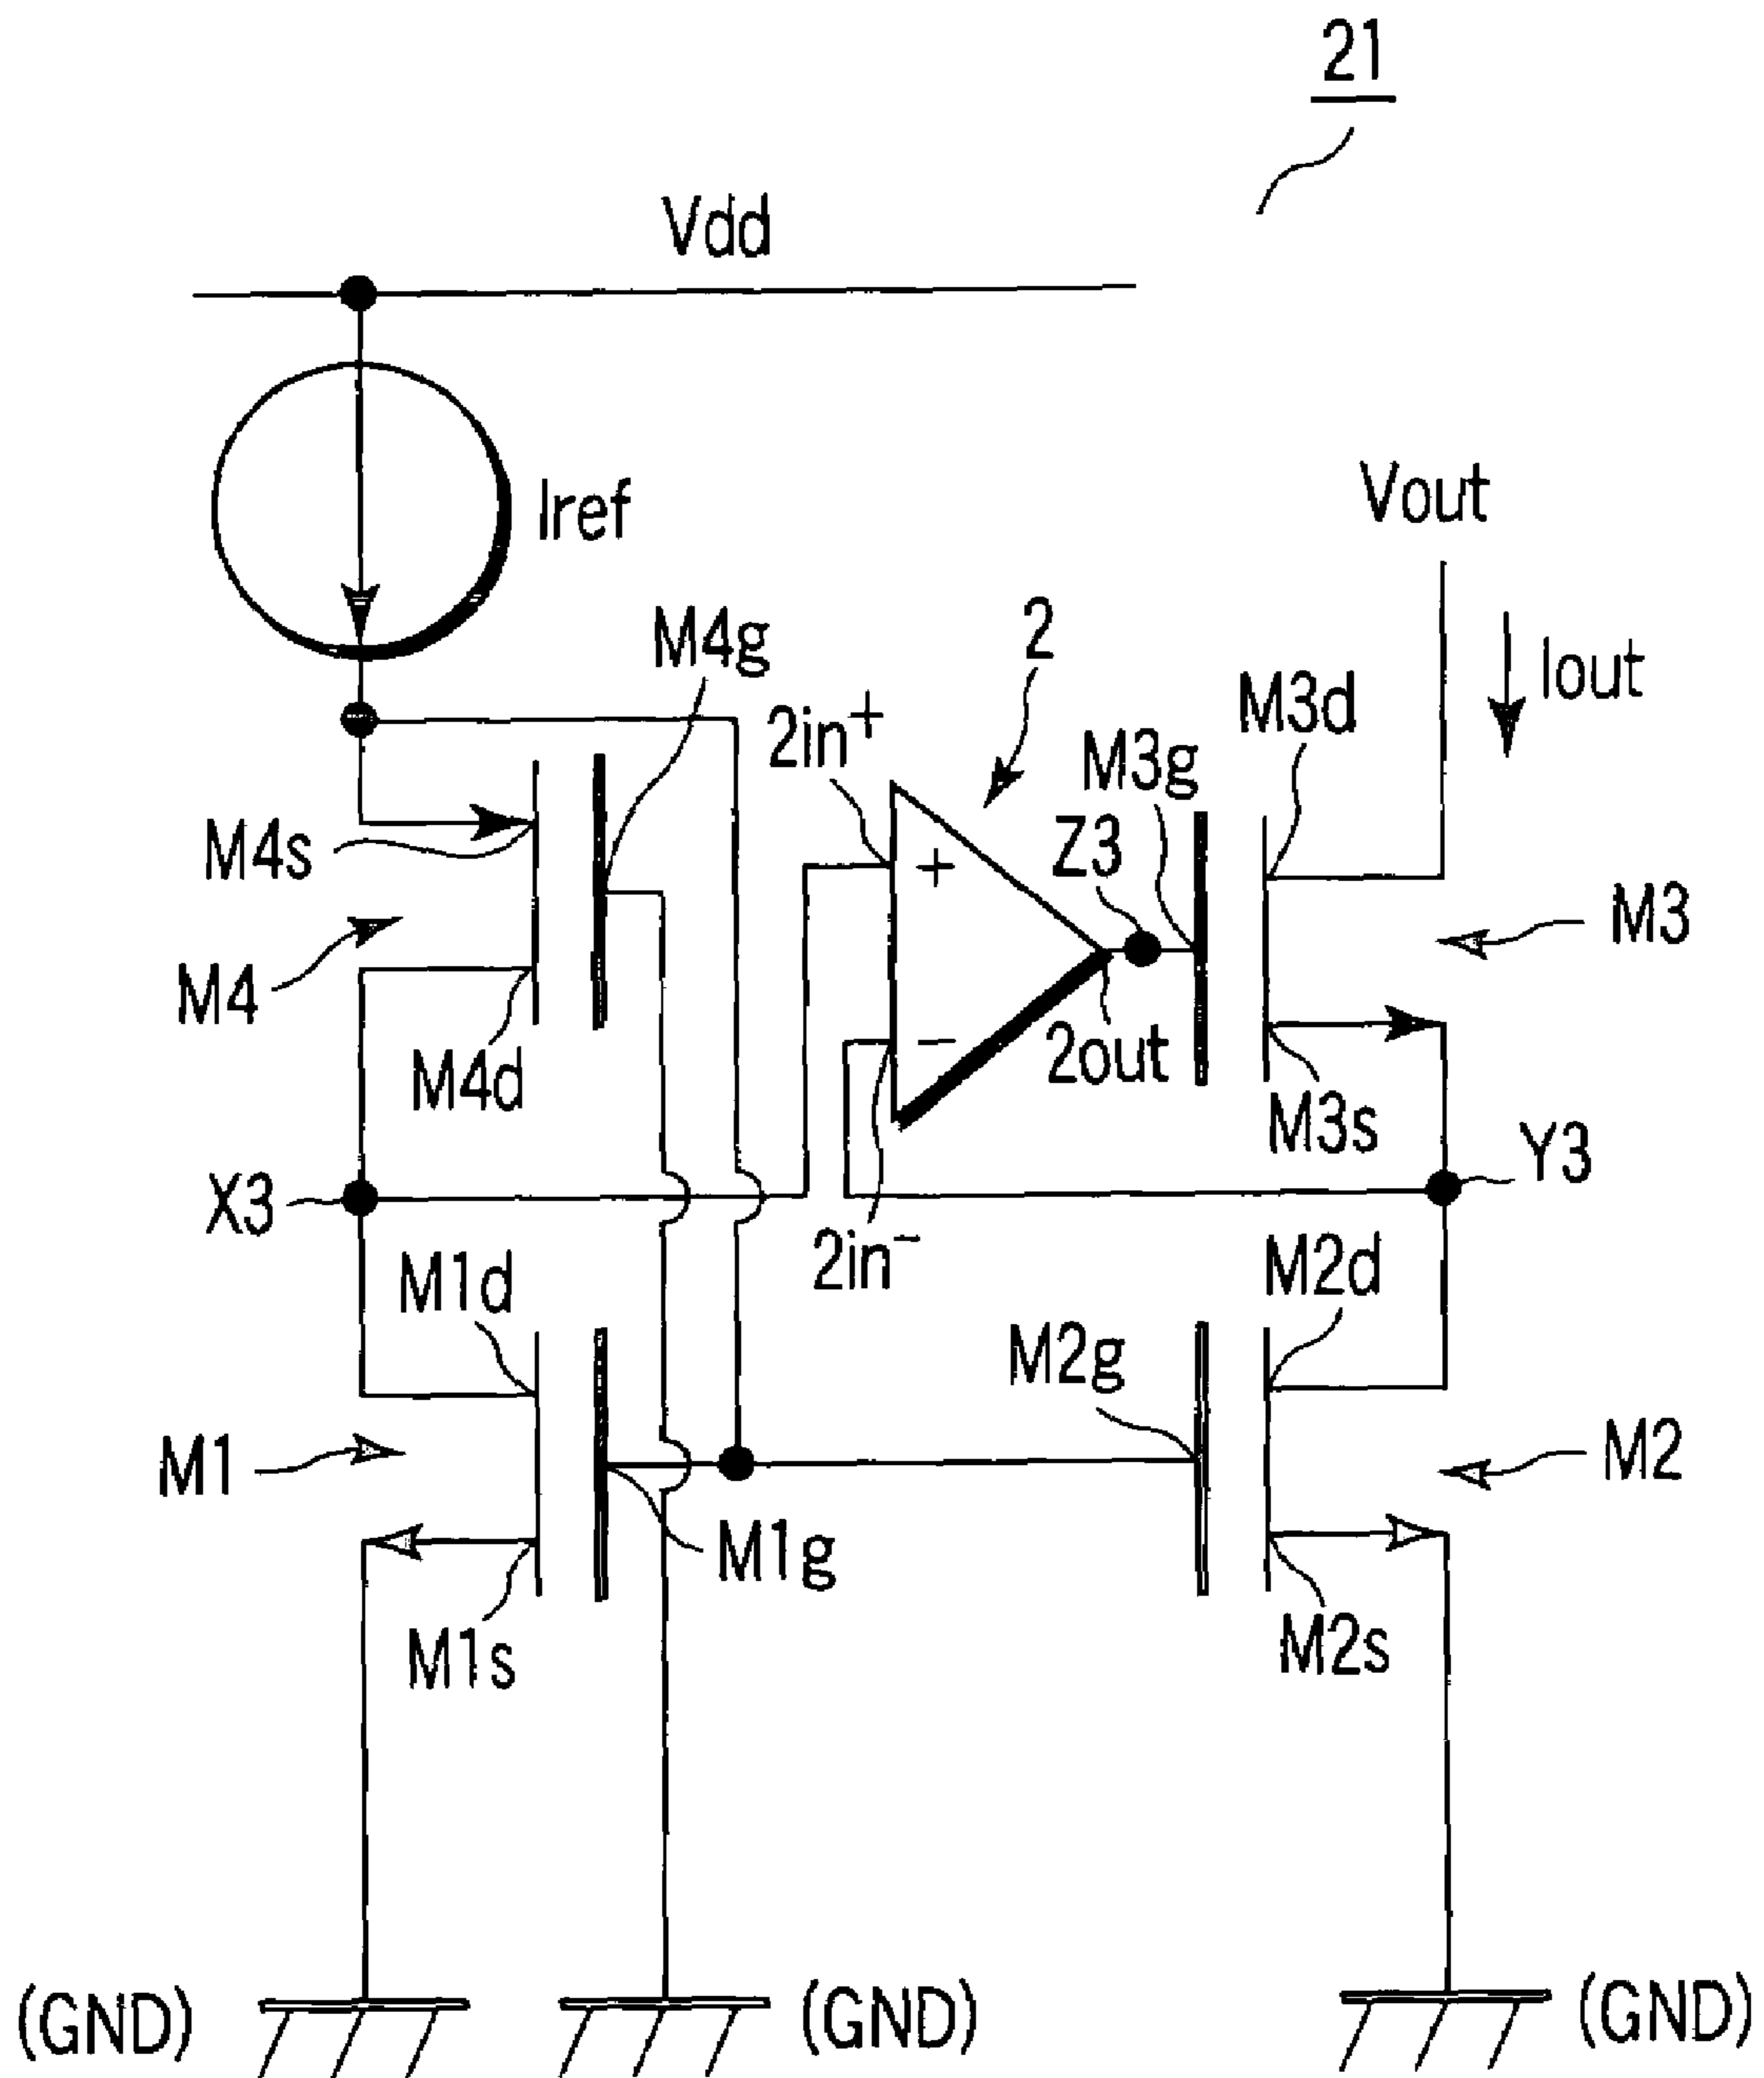 21
Vdd
Iref
Vout
Iout
M4g
2
2in+
M3g
M3d
Z3
M4s
+
M3
M4
M4d
−
2out
M3s
X3
Y3
2in−
M1d
M2d
M2g
M1
M2
M1g
M1s
M2s
(GND)
(GND)
(GND)